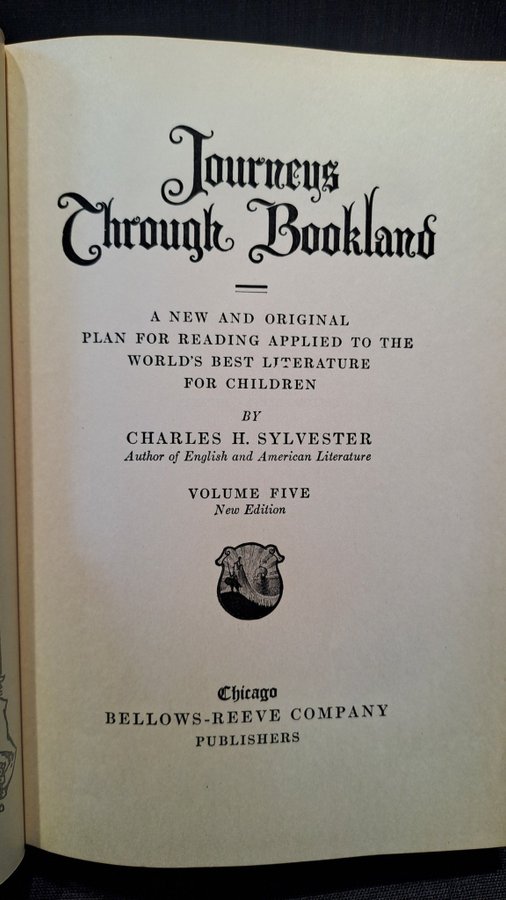 Journeys
Through Bookland
A NEW AND ORIGINAL
PLAN FOR READING APPLIED TO THE
WORLD'S BEST LITERATURE
FOR CHILDREN
BY
CHARLES H. SYLVESTER
Author of English and American Literature
VOLUME FIVE
New Edition
Chicago
BELLOWS-REEVE COMPANY
PUBLISHERS